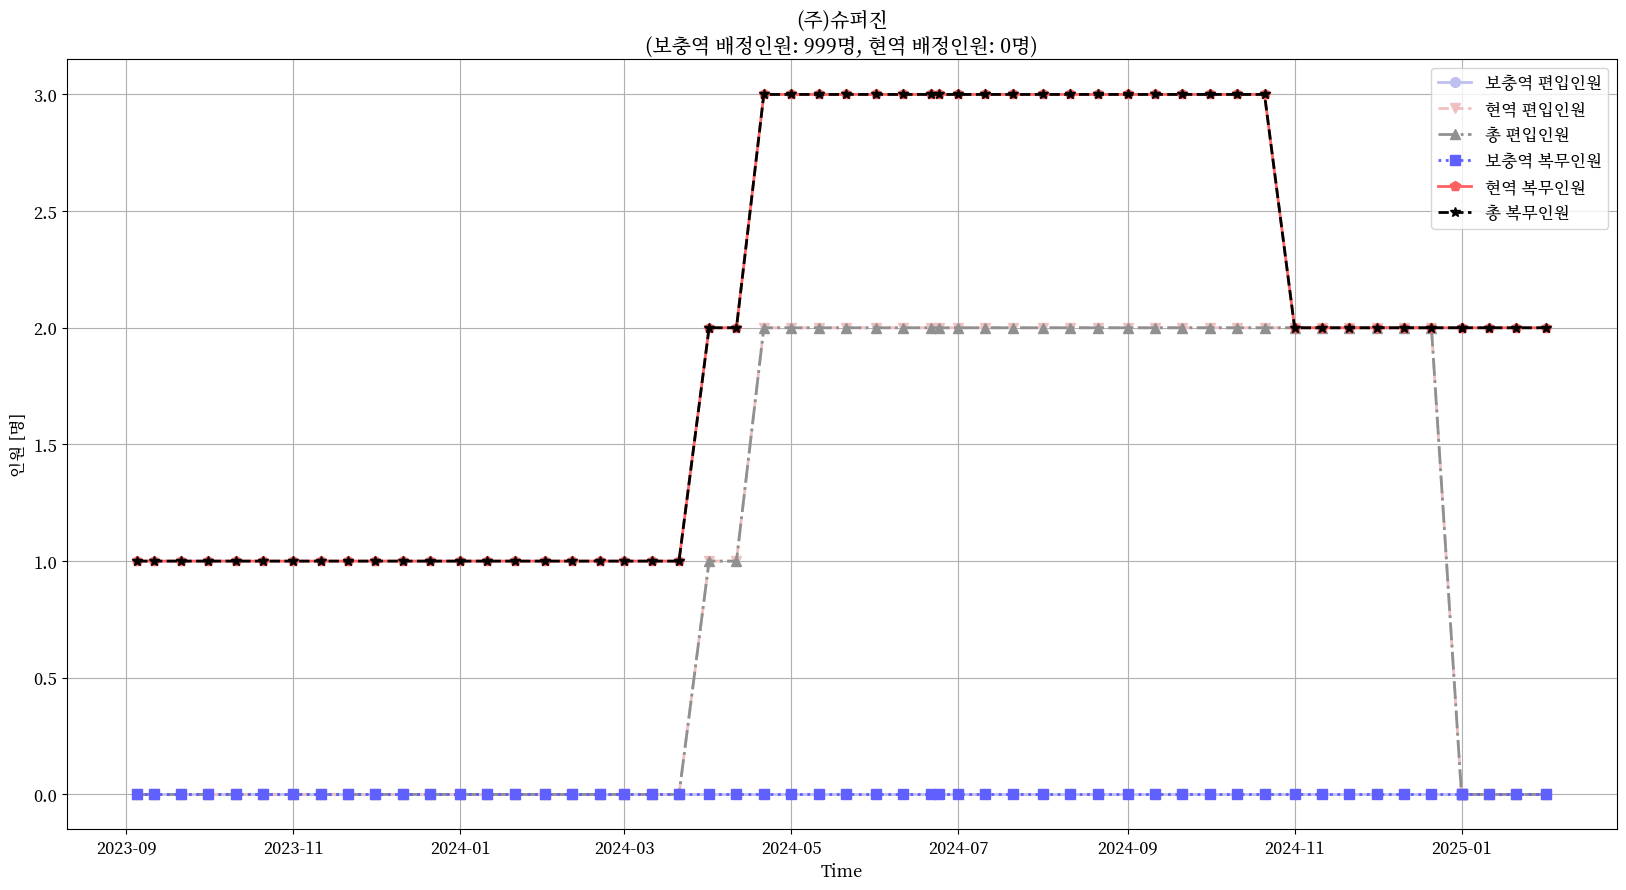 (주)슈퍼진
(보충역 배정인원: 999명, 현역 배정인원: 0명)
보충역 편입인원
현역 편입인원
총 편입인원
보충역 복무인원
현역 복무인원
총 복무인원
3.0
2.5
2.0
1.5
1.0
0.5
0.0
인원 [명]
2023-09 2023-11 2024-01 2024-03 2024-05 2024-07 2024-09 2024-11 2025-01
Time